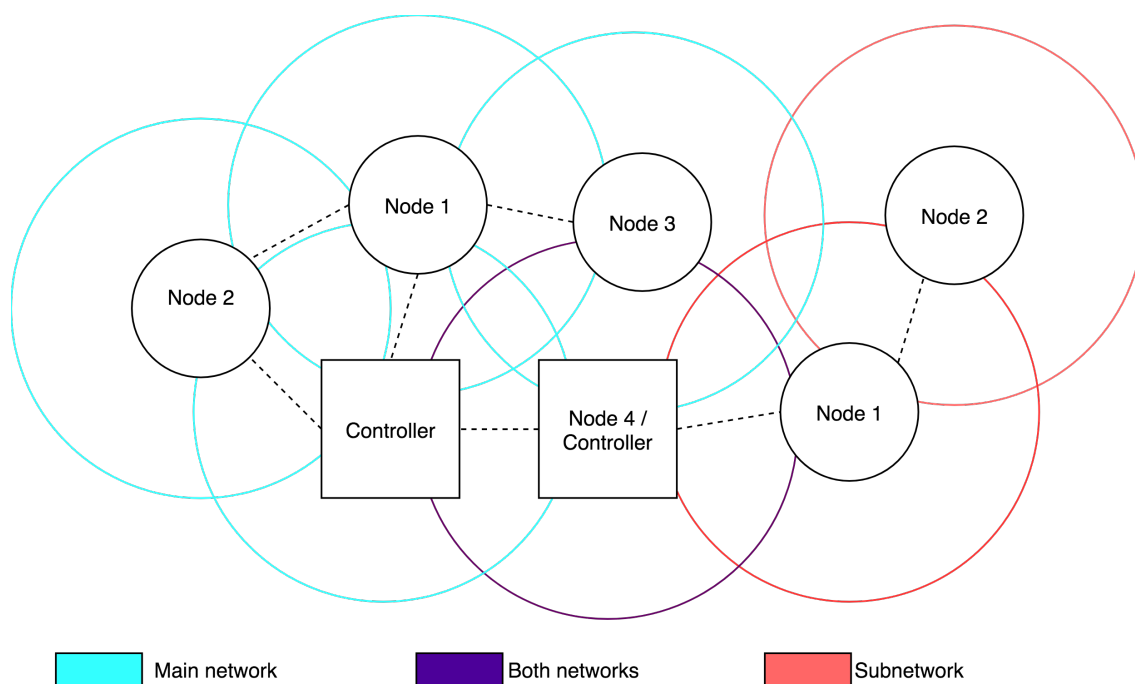 Node 1
Node 3
Node 2
Node 2
Controller
Node 4 /
Controller
Node 1
Main network
Both networks
Subnetwork